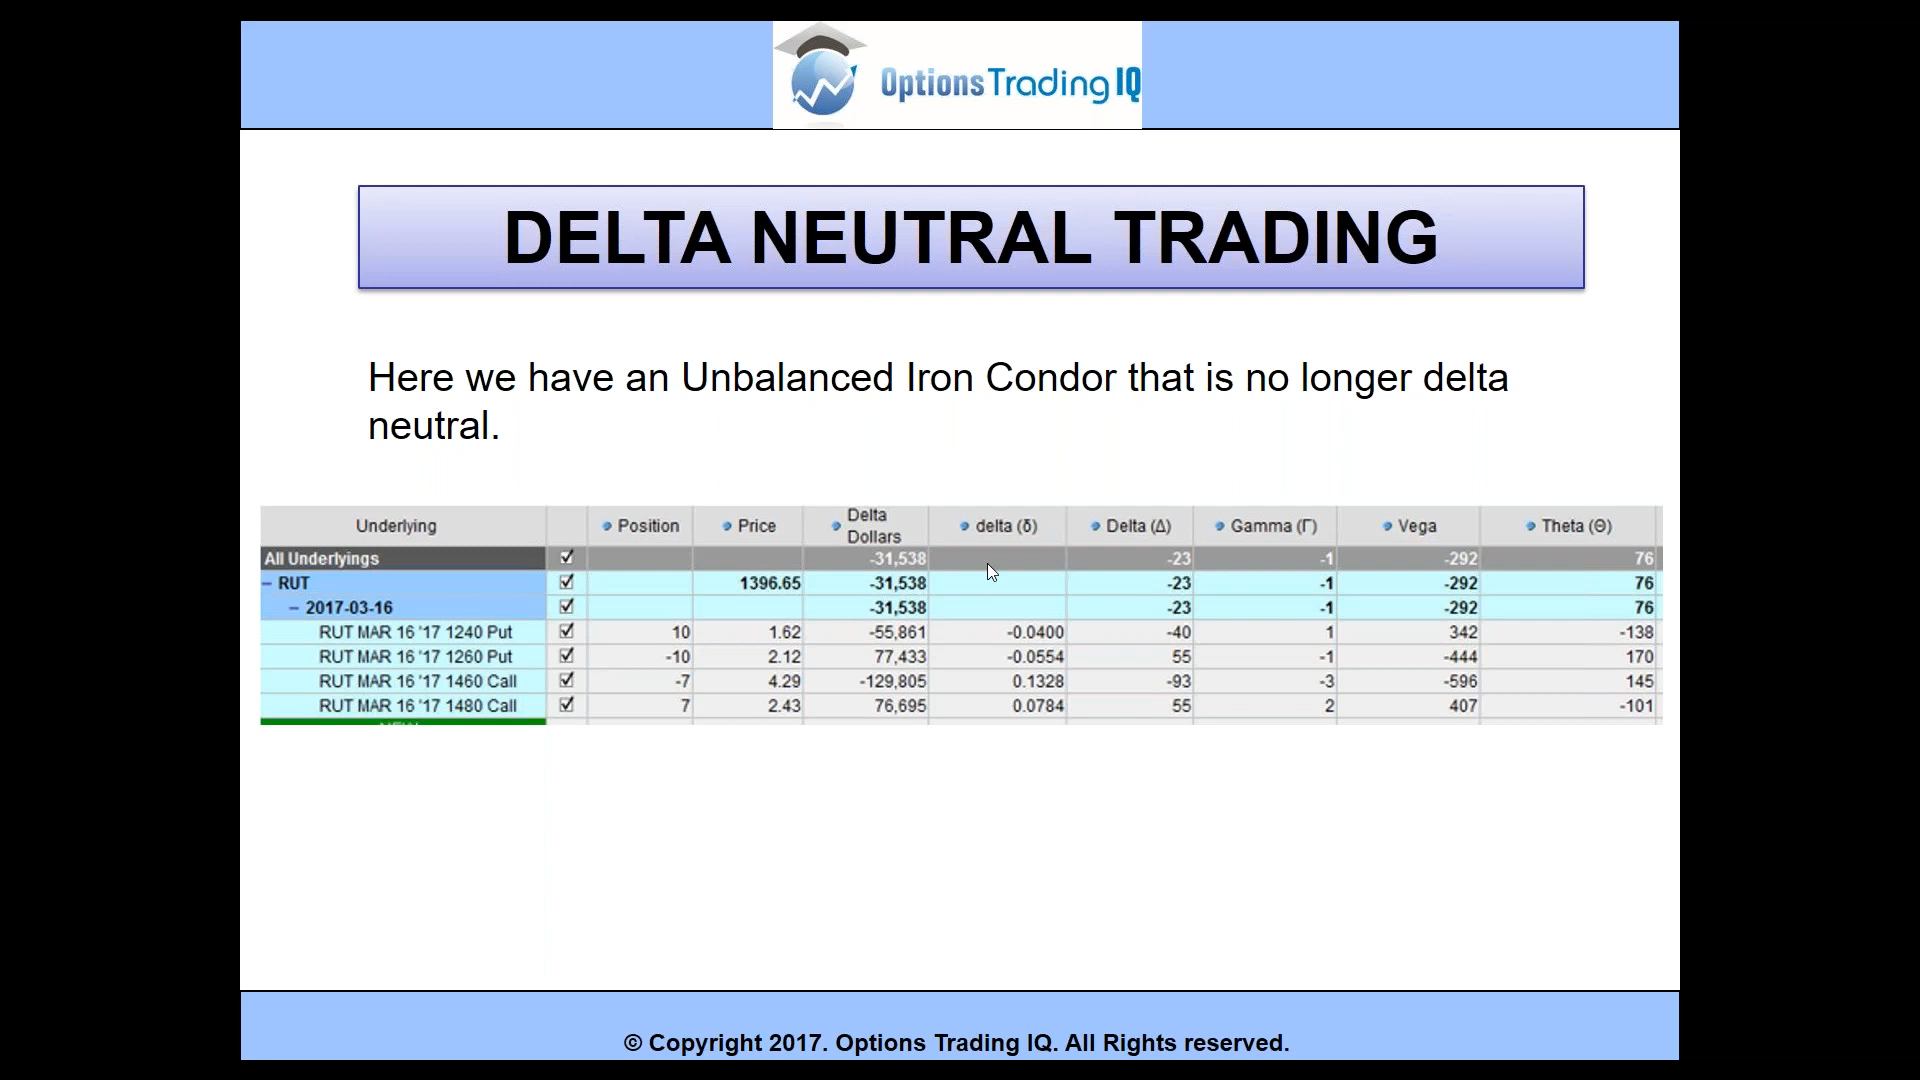 Options Trading IQ
DELTA NEUTRAL TRADING
Here we have an Unbalanced Iron Condor that is no longer delta
neutral.
Underlying Position Price Delta Dollars delta (δ) Delta (Δ) Gamma (Γ) Vega Theta (Θ)
All Underlyings -31,538 -23 -1 -292 76
− RUT 1396.65 -31,538 -23 -1 -292 76
− 2017-03-16 -31,538 -23 -1 -292 76
RUT MAR 16 '17 1240 Put 10 1.62 -55,861 -0.0400 -40 1 342 -138
RUT MAR 16 '17 1260 Put -10 2.12 77,433 -0.0554 55 -1 -444 170
RUT MAR 16 '17 1460 Call -7 4.29 -129,805 0.1328 -93 -3 -596 145
RUT MAR 16 '17 1480 Call 7 2.43 76,695 0.0784 55 2 407 -101
© Copyright 2017. Options Trading IQ. All Rights reserved.